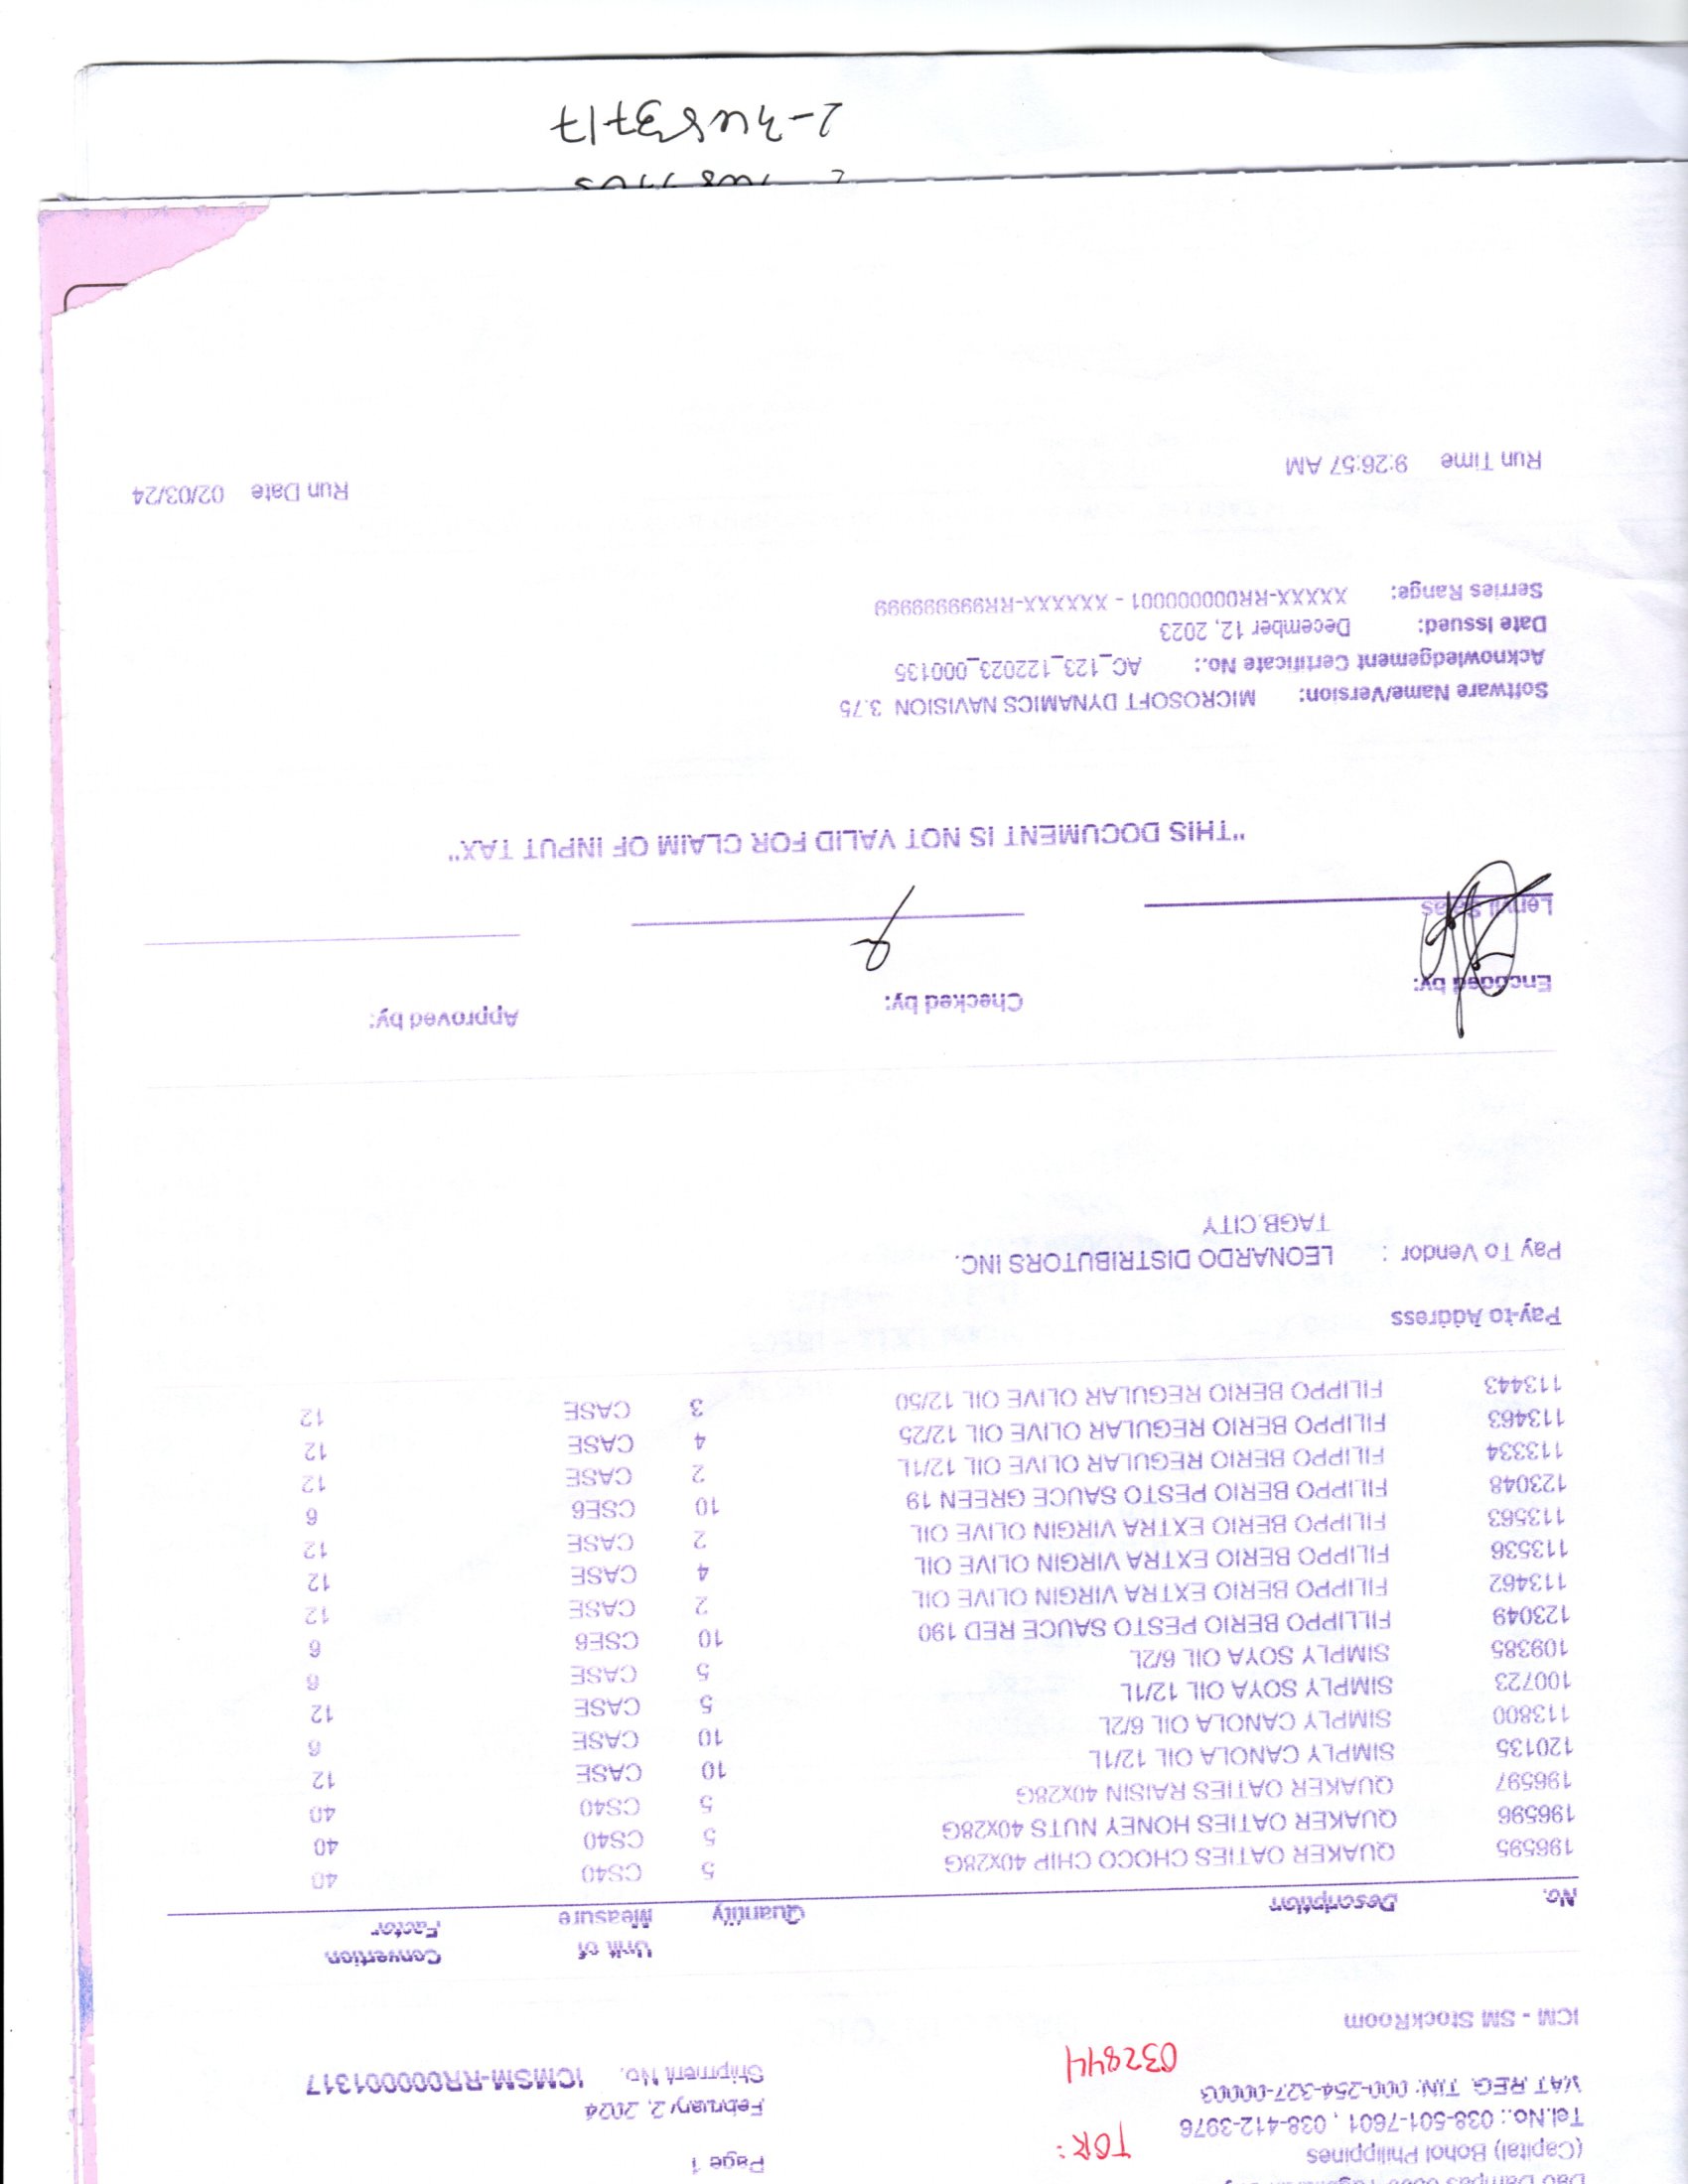 (Capital) Bohol Philippines
Page 1
TOR:
Tel.No.: 038-501-7601 , 038-412-3976
February 2, 2024
VAT REG. TIN: 000-254-327-00003
Shipment No. ICMSM-RR000001317
032844
ICM - SM StockRoom
No. Description Quantity Unit of Measure Convertion Factor
196595 QUAKER OATIES CHOCO CHIP 40x28G 5 CS40 40
196596 QUAKER OATIES HONEY NUTS 40x28G 5 CS40 40
196597 QUAKER OATIES RAISIN 40x28G 5 CS40 40
120135 SIMPLY CANOLA OIL 12/1L 10 CASE 12
113800 SIMPLY CANOLA OIL 6/2L 10 CASE 6
100723 SIMPLY SOYA OIL 12/1L 5 CASE 12
109385 SIMPLY SOYA OIL 6/2L 5 CASE 6
123049 FILLIPO BERIO PESTO SAUCE RED 190 10 CSE6 6
113462 FILIPPO BERIO EXTRA VIRGIN OLIVE OIL 2 CASE 12
113536 FILIPPO BERIO EXTRA VIRGIN OLIVE OIL 4 CASE 12
113563 FILIPPO BERIO EXTRA VIRGIN OLIVE OIL 2 CASE 12
123048 FILIPPO BERIO PESTO SAUCE GREEN 19 10 CSE6 6
113334 FILIPPO BERIO REGULAR OLIVE OIL 12/1L 2 CASE 12
113463 FILIPPO BERIO REGULAR OLIVE OIL 12/25 4 CASE 12
113443 FILIPPO BERIO REGULAR OLIVE OIL 12/50 3 CASE 12
Pay-to Address
Pay To Vendor : LEONARDO DISTRIBUTORS INC.
TAGB.CITY
Encoded by: Checked by: Approved by:
"THIS DOCUMENT IS NOT VALID FOR CLAIM OF INPUT TAX"
Software Name/Version: MICROSOFT DYNAMICS NAVISION 3.75
Acknowledgement Certificate No.: AC_123_122023_000135
Date Issued: December 12, 2023
Serries Range: XXXXX-RR000000001 - XXXXXX-RR999999999
Run Time 9:26:57 AM Run Date 02/03/24